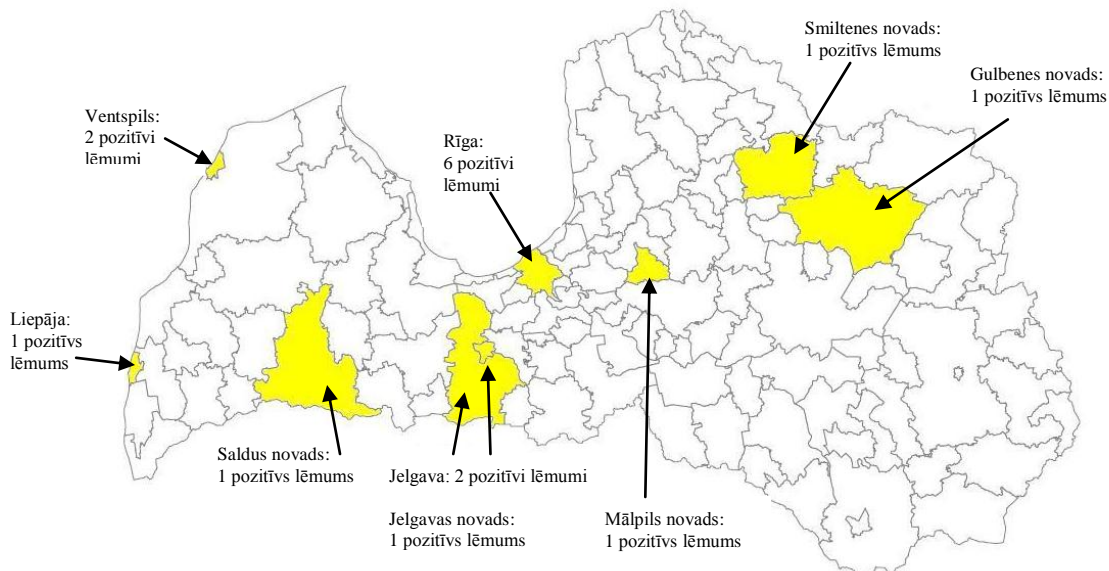 Smiltenes novads:
1 pozitīvs lēmums
Gulbenes novads:
1 pozitīvs lēmums
Ventspils:
2 pozitīvi
lēmumi
Rīga:
6 pozitīvi
lēmumi
Liepāja:
1 pozitīvs
lēmums
Saldus novads:
1 pozitīvs lēmums
Jelgava: 2 pozitīvi lēmumi
Jelgavas novads:
1 pozitīvs lēmums
Mālpils novads:
1 pozitīvs lēmums